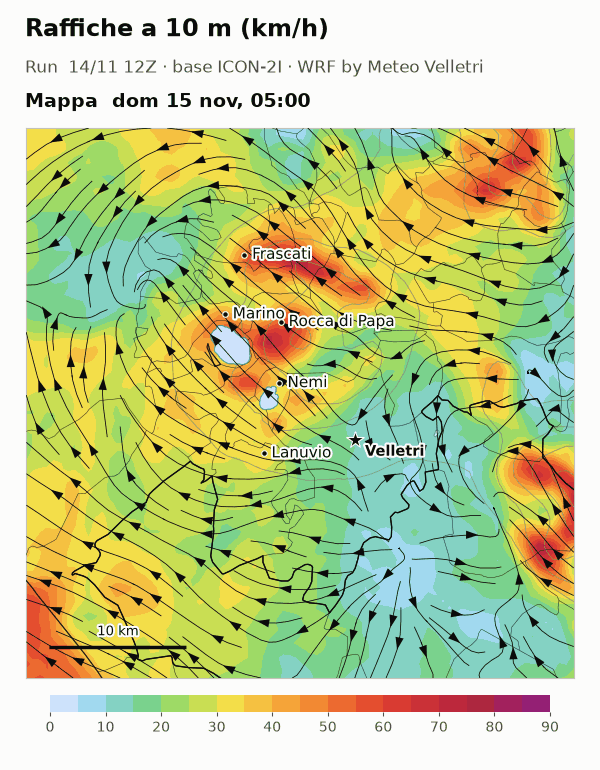 Raffiche a 10 m (km/h)
Run  14/11 12Z · base ICON-2I · WRF by Meteo Velletri
Mappa  dom 15 nov, 05:00
Frascati
Marino
Rocca di Papa
Nemi
Velletri
Lanuvio
10 km
0 10 20 30 40 50 60 70 80 90